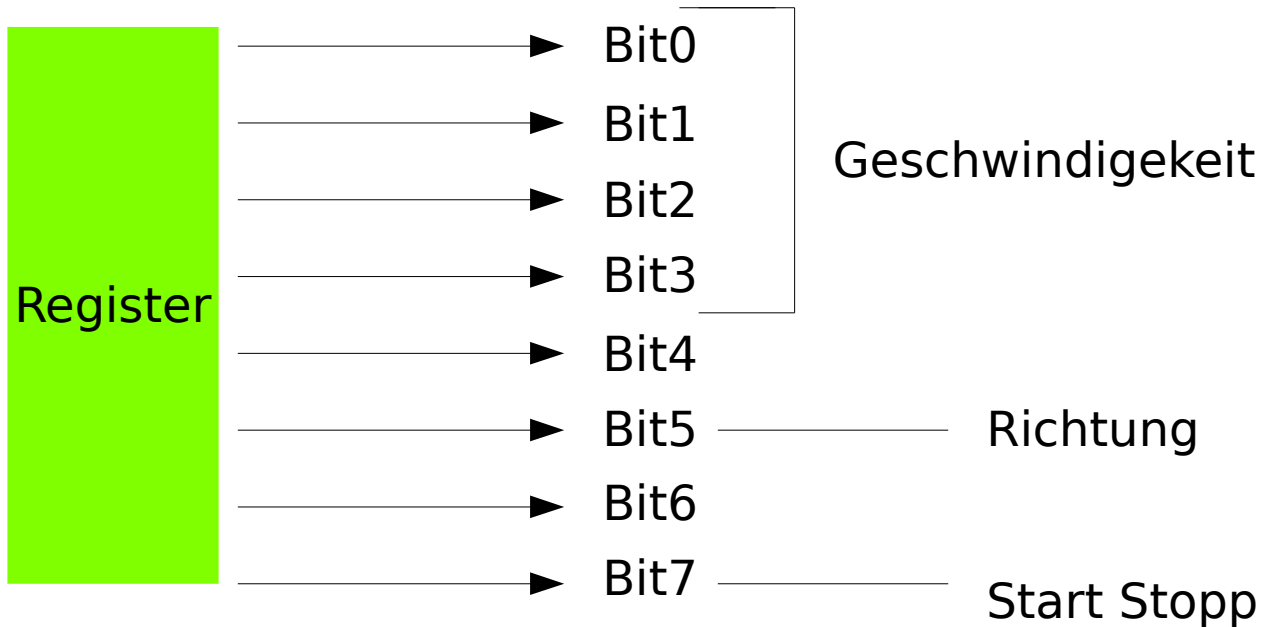 Bit0
Bit1
Geschwindigekeit
Bit2
Bit3
Register
Bit4
Bit5 Richtung
Bit6
Bit7 Start Stopp